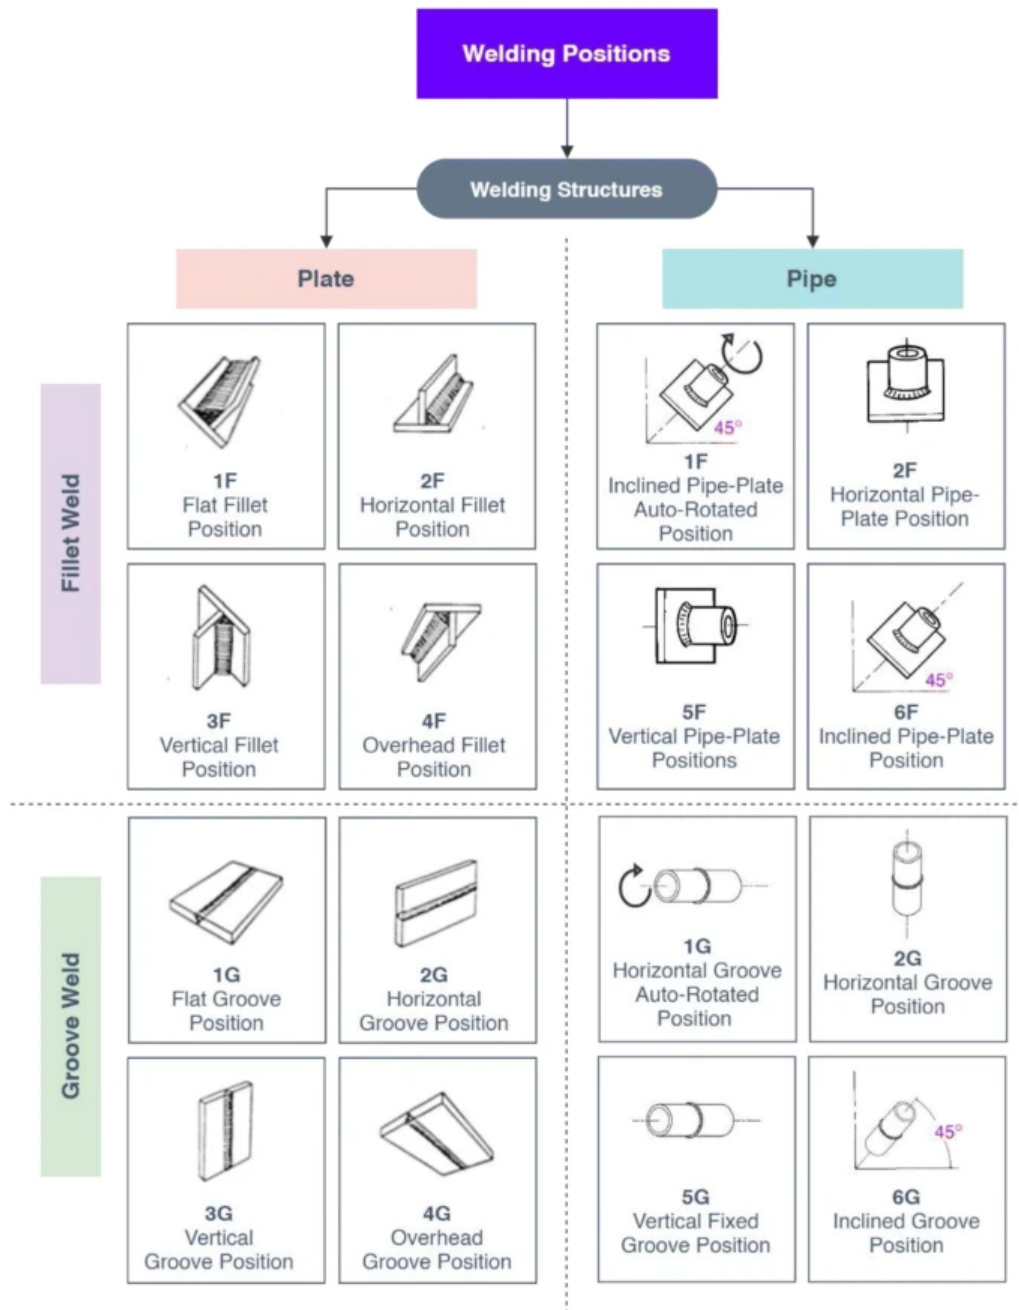 Welding Positions
Welding Structures
Plate
Pipe
Fillet Weld
1F
Flat Fillet
Position
2F
Horizontal Fillet
Position
45°
1F
Inclined Pipe-Plate
Auto-Rotated
Position
2F
Horizontal Pipe-
Plate Position
3F
Vertical Fillet
Position
4F
Overhead Fillet
Position
5F
Vertical Pipe-Plate
Positions
45°
6F
Inclined Pipe-Plate
Position
Groove Weld
1G
Flat Groove
Position
2G
Horizontal
Groove Position
1G
Horizontal Groove
Auto-Rotated
Position
2G
Horizontal Groove
Position
3G
Vertical
Groove Position
4G
Overhead
Groove Position
5G
Vertical Fixed
Groove Position
45°
6G
Inclined Groove
Position